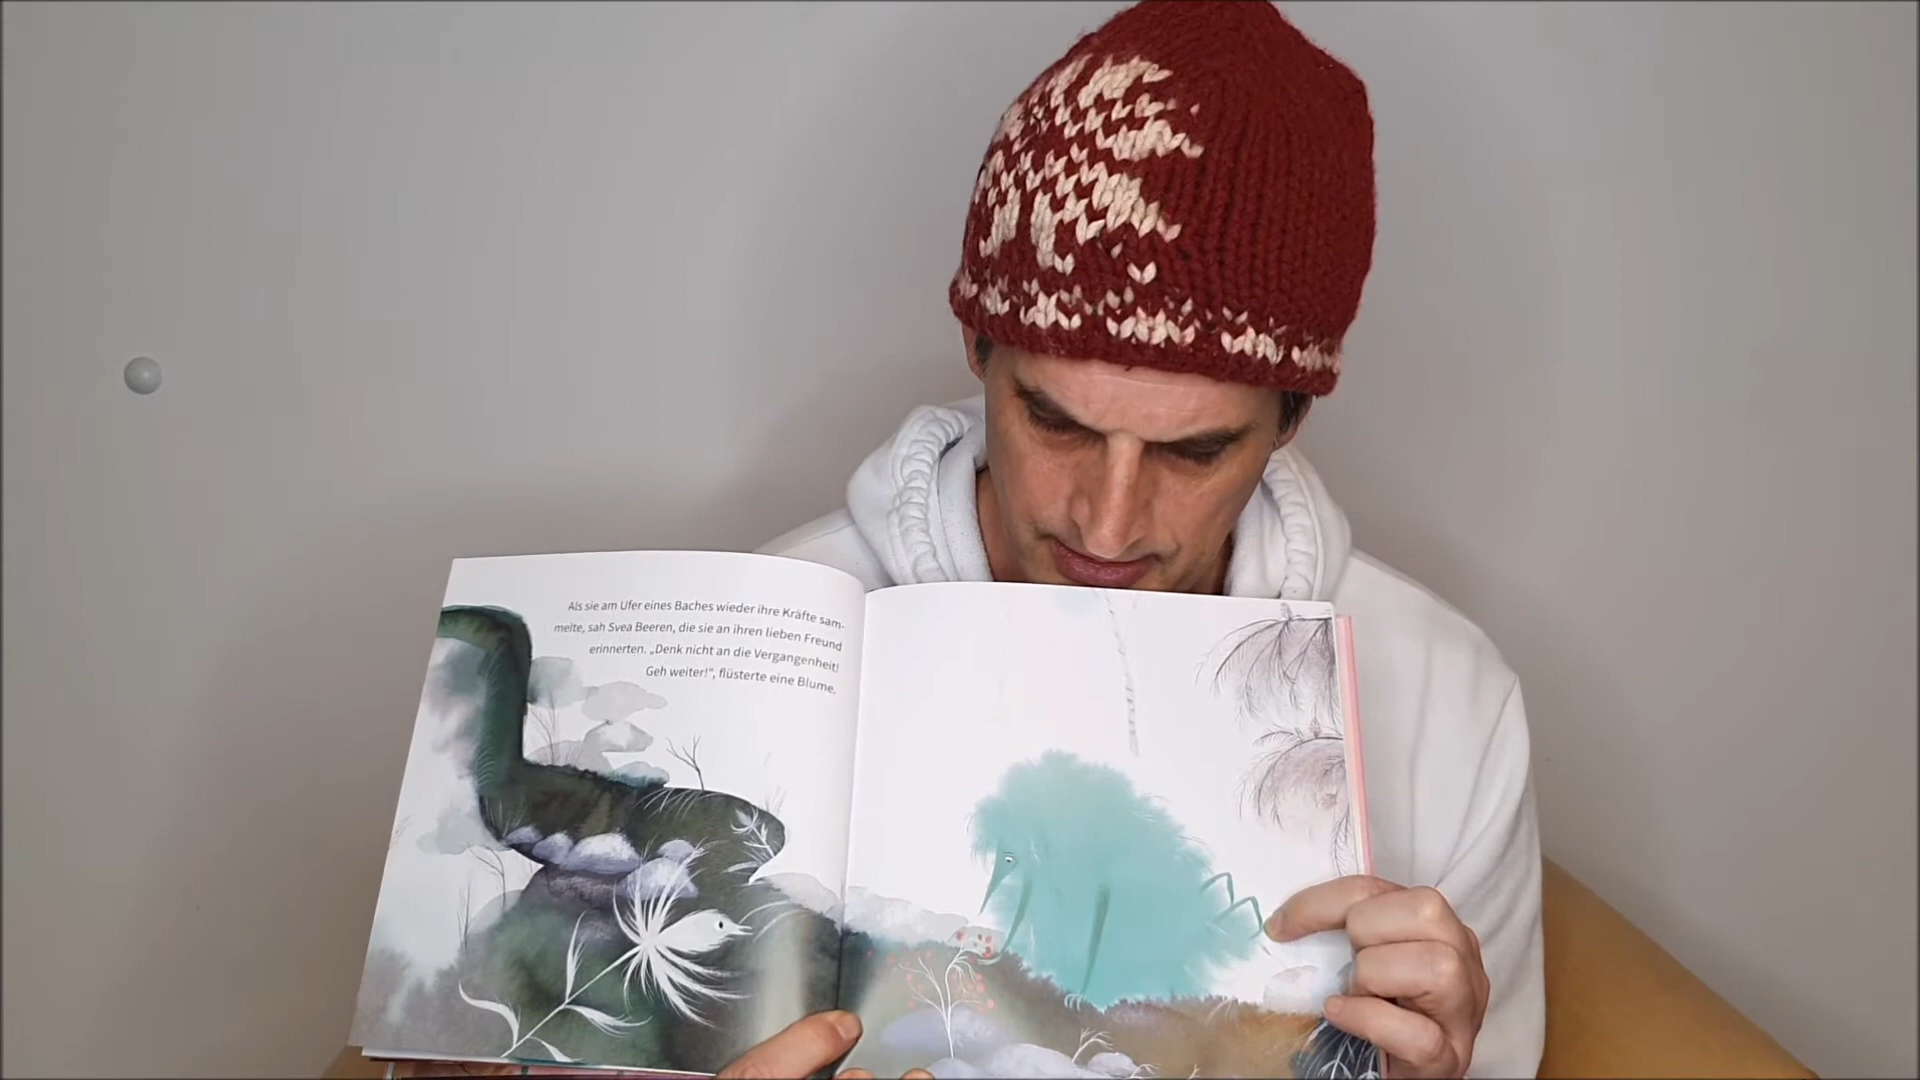 Als sie am Ufer eines Baches wieder ihre Kräfte sam-
melte, sah Svea Beeren, die sie an ihren lieben Freund
erinnerten. „Denk nicht an die Vergangenheit!
Geh weiter!“, flüsterte eine Blume.